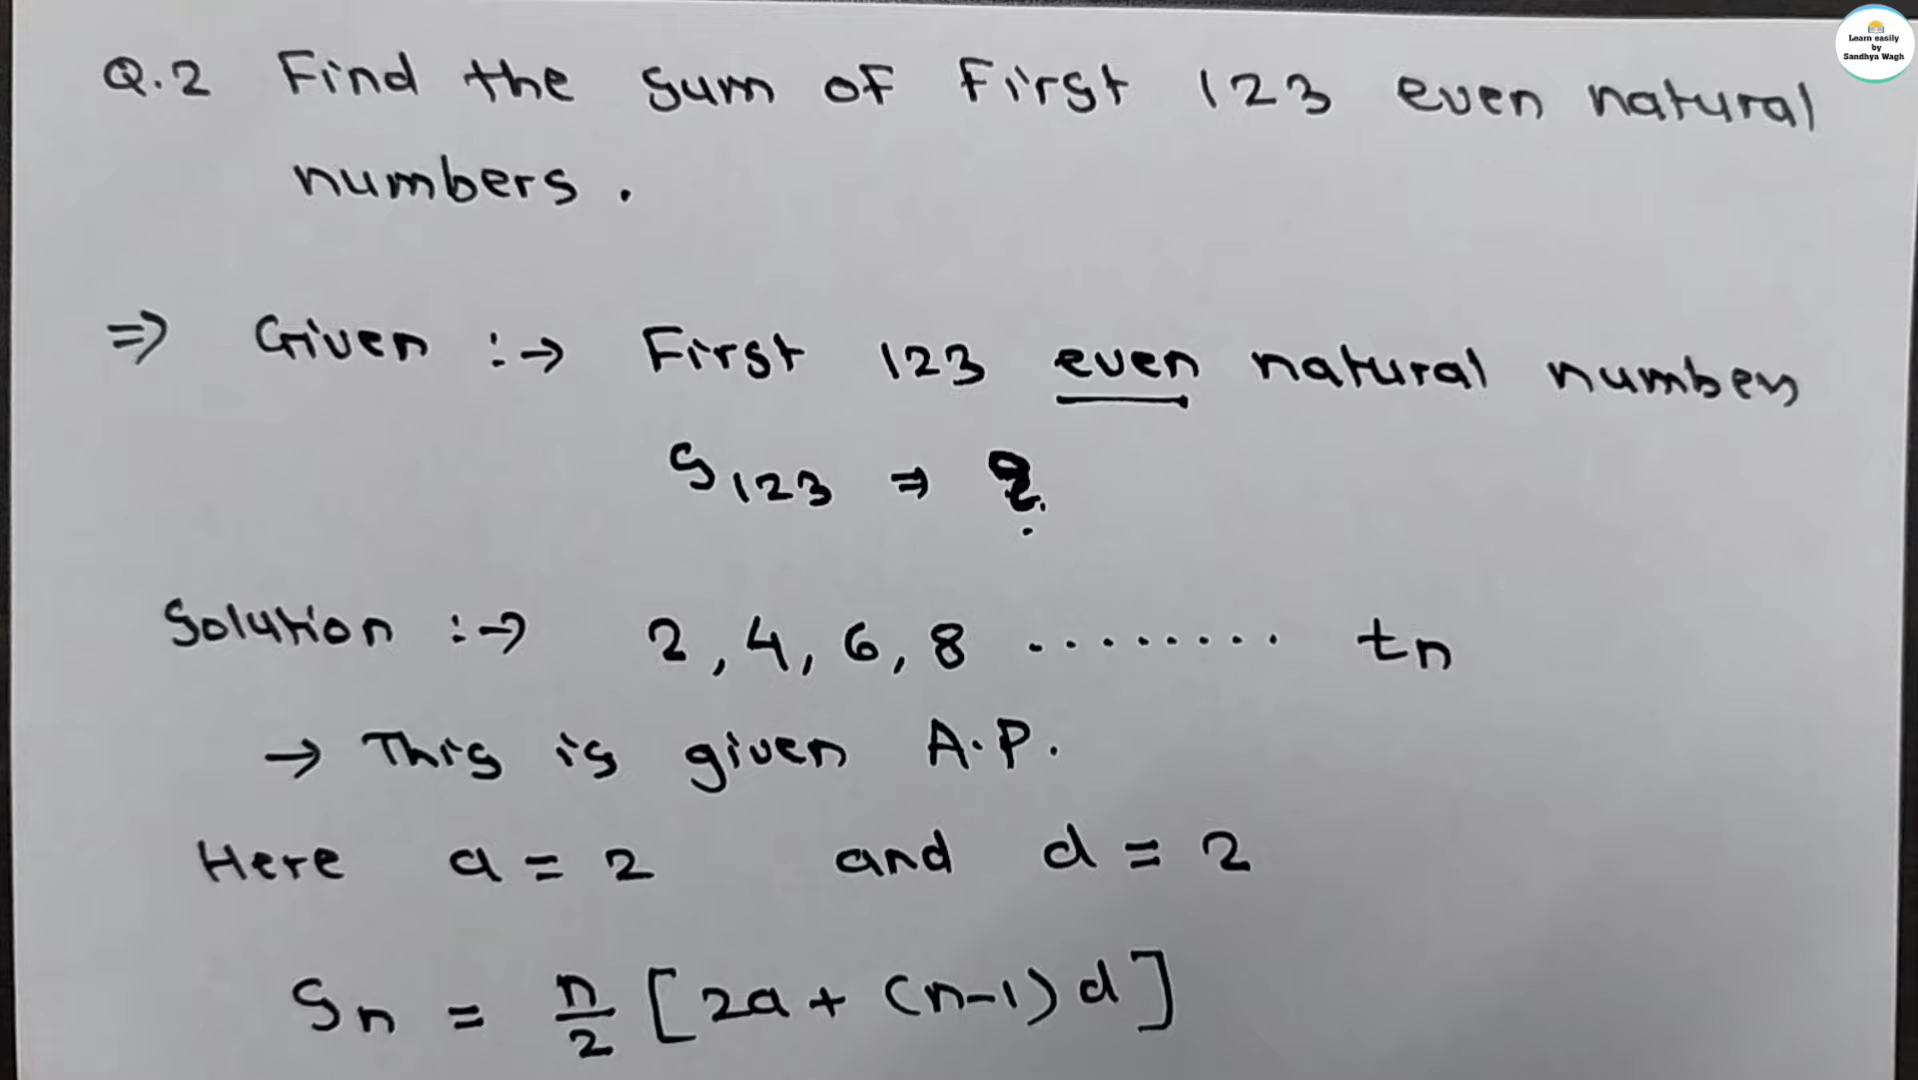 Learn easily
by
Sandhya Wagh
Q.2 Find the sum of First 123 even natural
numbers.
⇒ Given :→ First 123 even natural numbers
S₁₂₃ ⇒ ?
Solution :→ 2, 4, 6, 8 ........ tn
→ This is given A.P.
Here a = 2 and d = 2
Sn = n/2 [2a + (n-1) d]